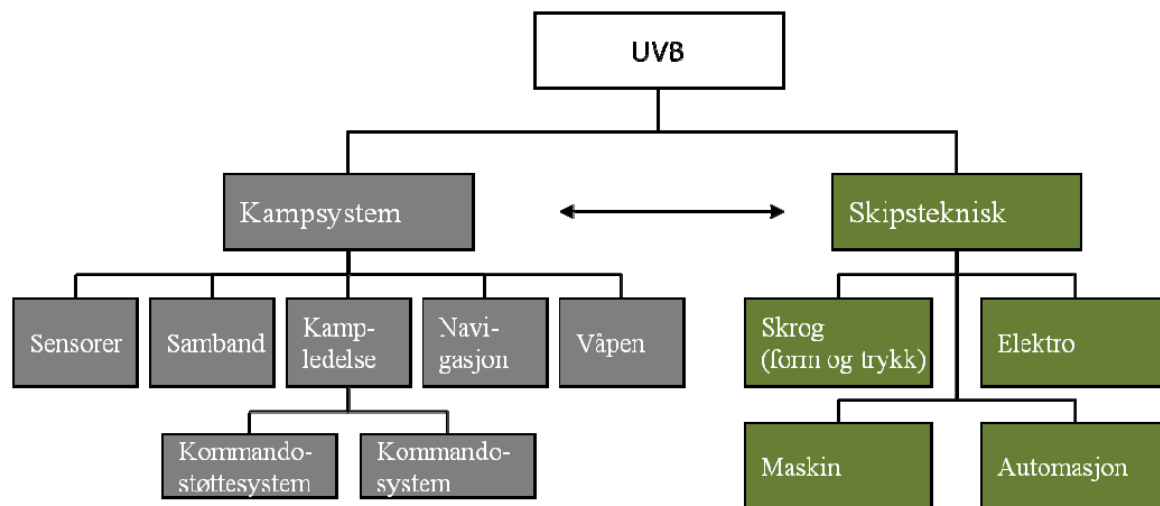 UVB
Kampsystem
Skipsteknisk
Sensorer
Samband
Kamp-
ledelse
Navi-
gasjon
Våpen
Kommando-
støttesystem
Kommando-
system
Skrog
(form og trykk)
Elektro
Maskin
Automasjon